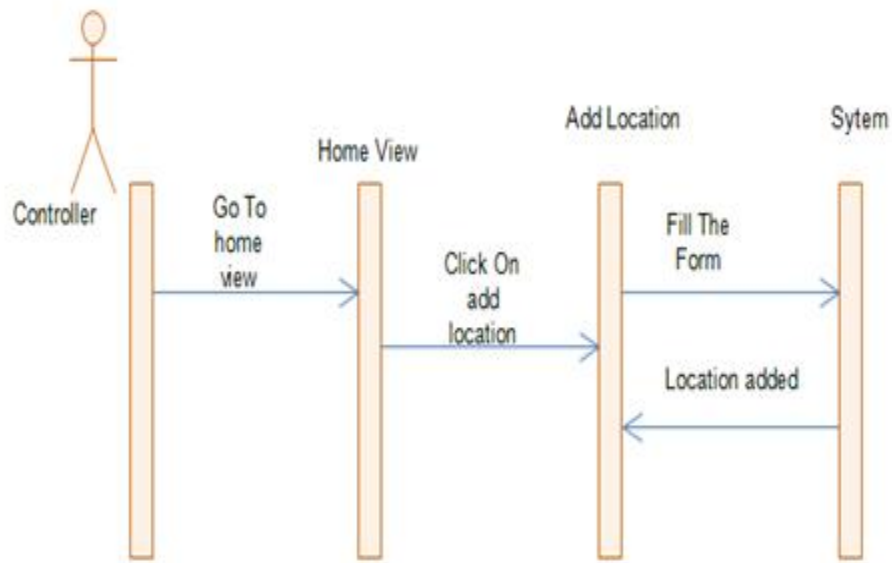 Add Location
Sytem
Home View
Controller
Go To
home
view
Click On
add
location
Fill The
Form
Location added